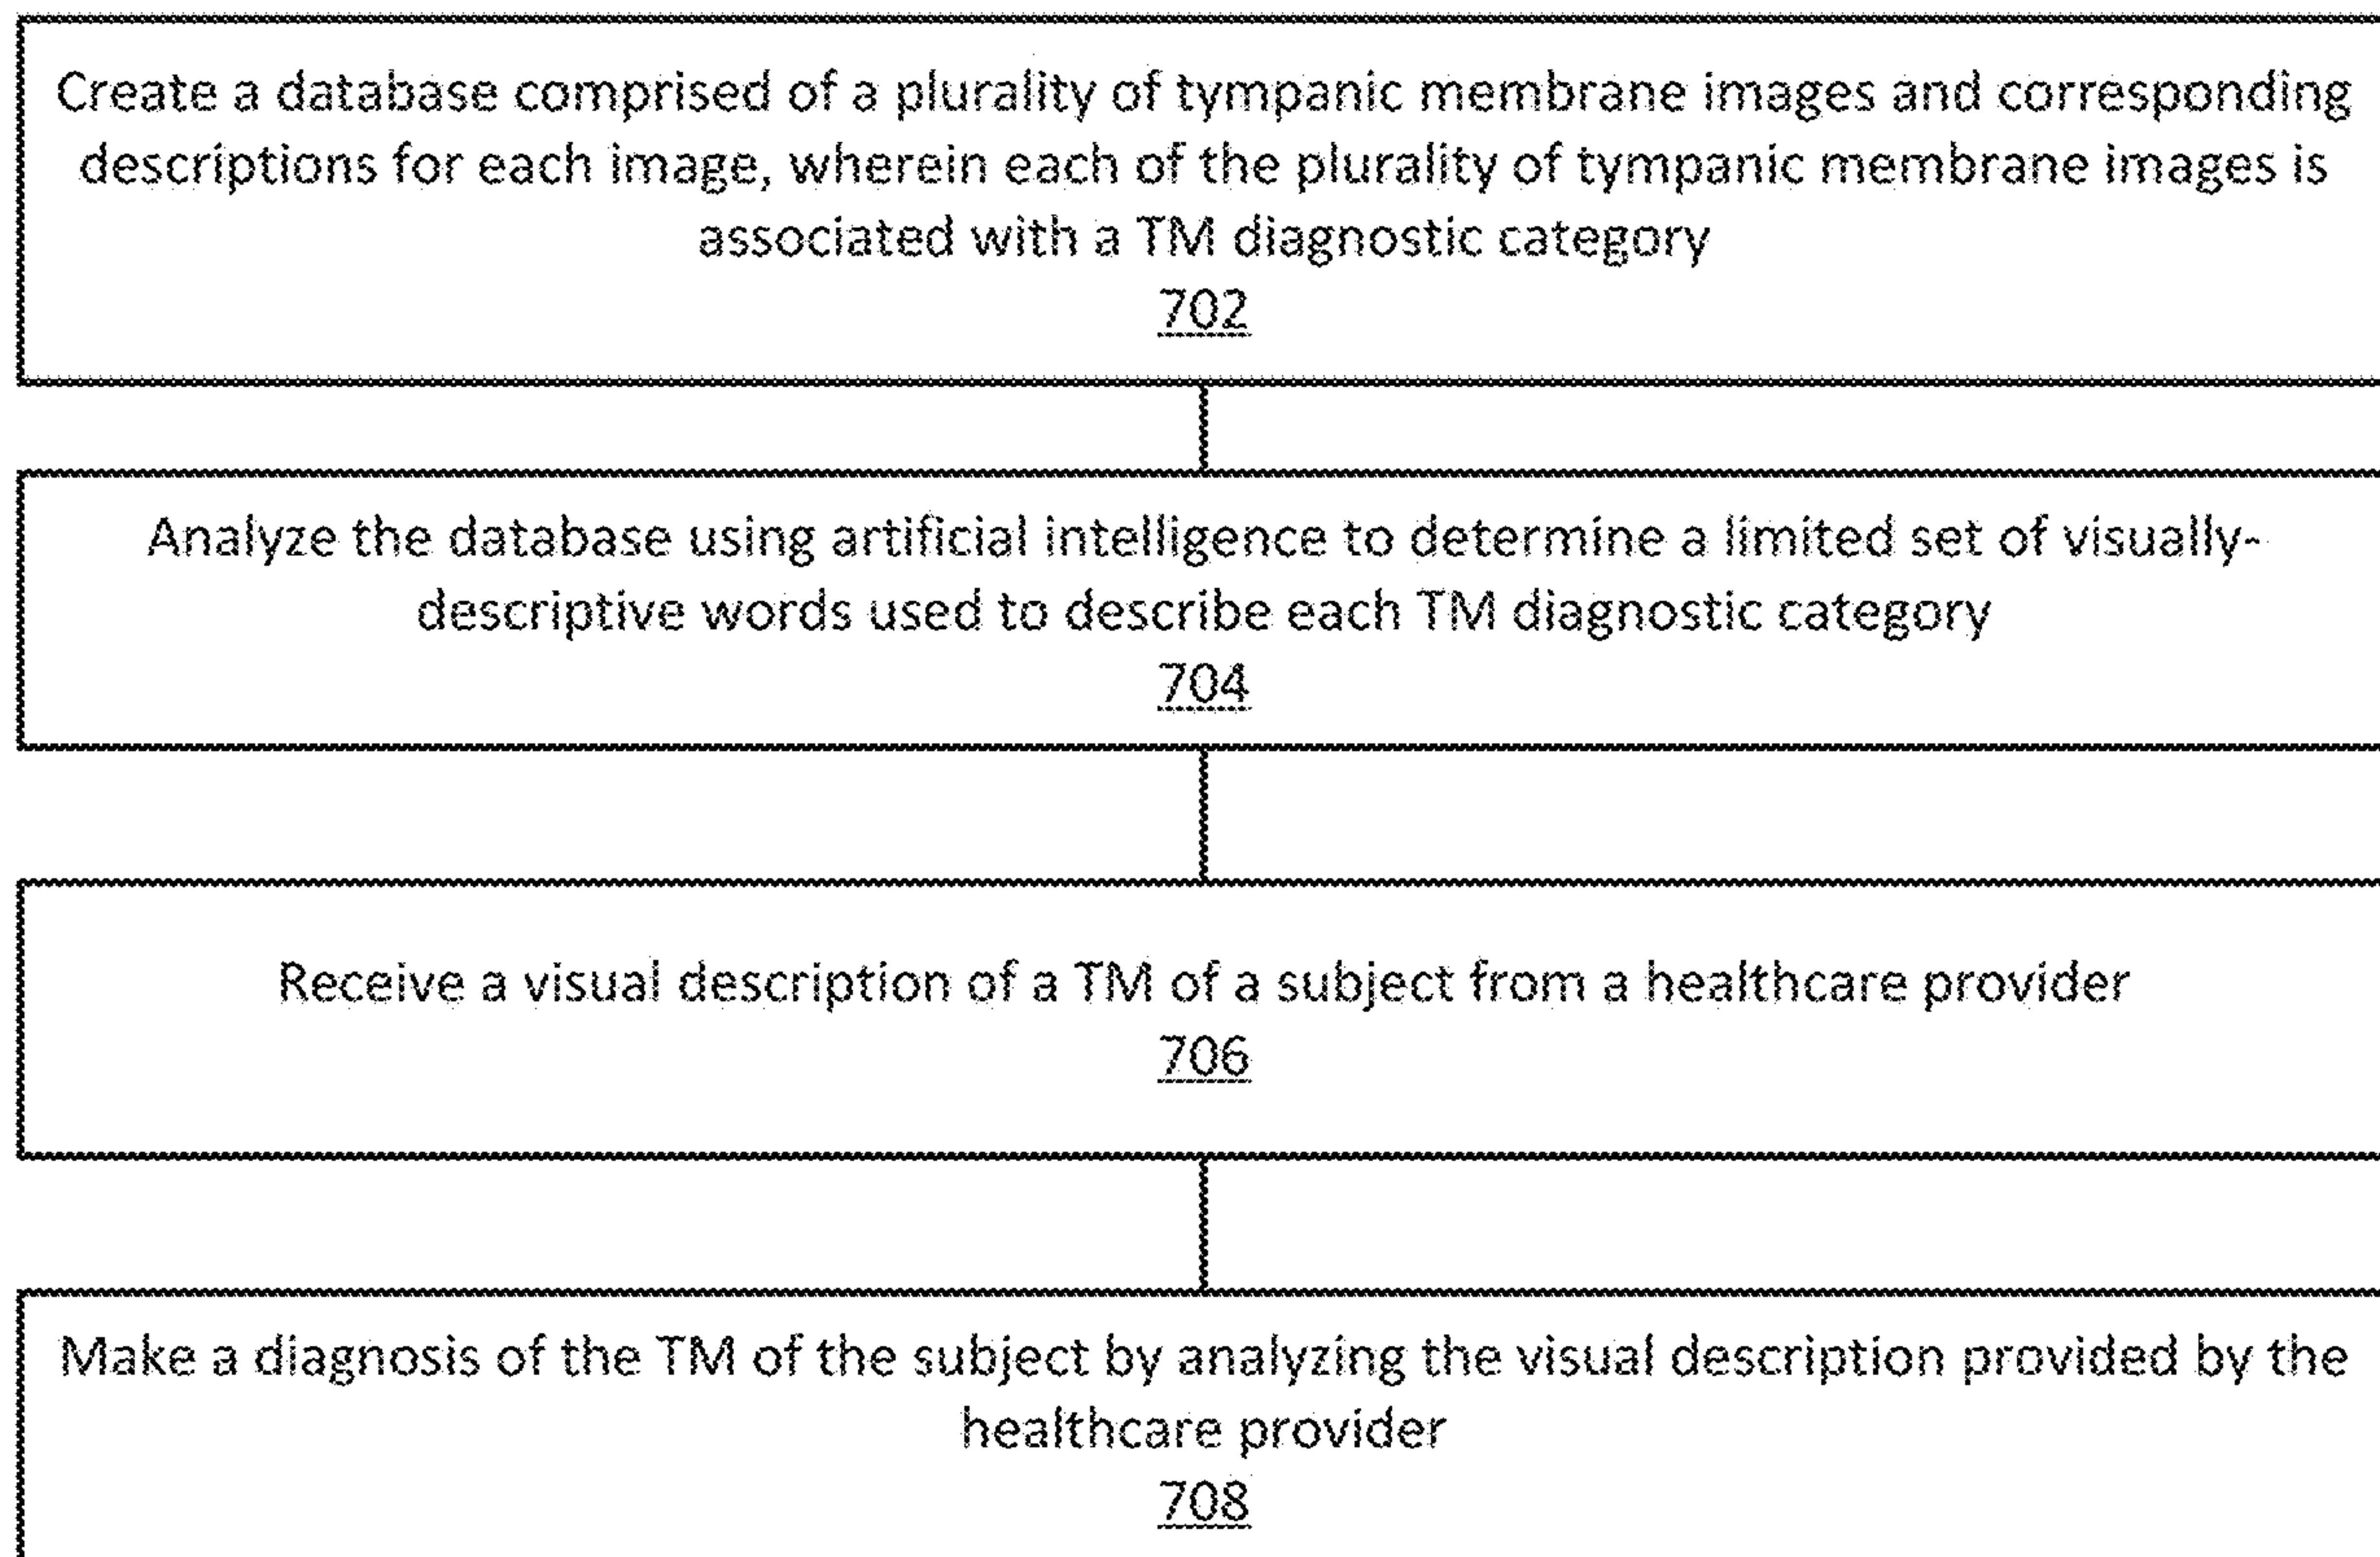 Create a database comprised of a plurality of tympanic membrane images and corresponding
descriptions for each image, wherein each of the plurality of tympanic membrane images is
associated with a TM diagnostic category
702
Analyze the database using artificial intelligence to determine a limited set of visually-
descriptive words used to describe each TM diagnostic category
704
Receive a visual description of a TM of a subject from a healthcare provider
706
Make a diagnosis of the TM of the subject by analyzing the visual description provided by the
healthcare provider
708